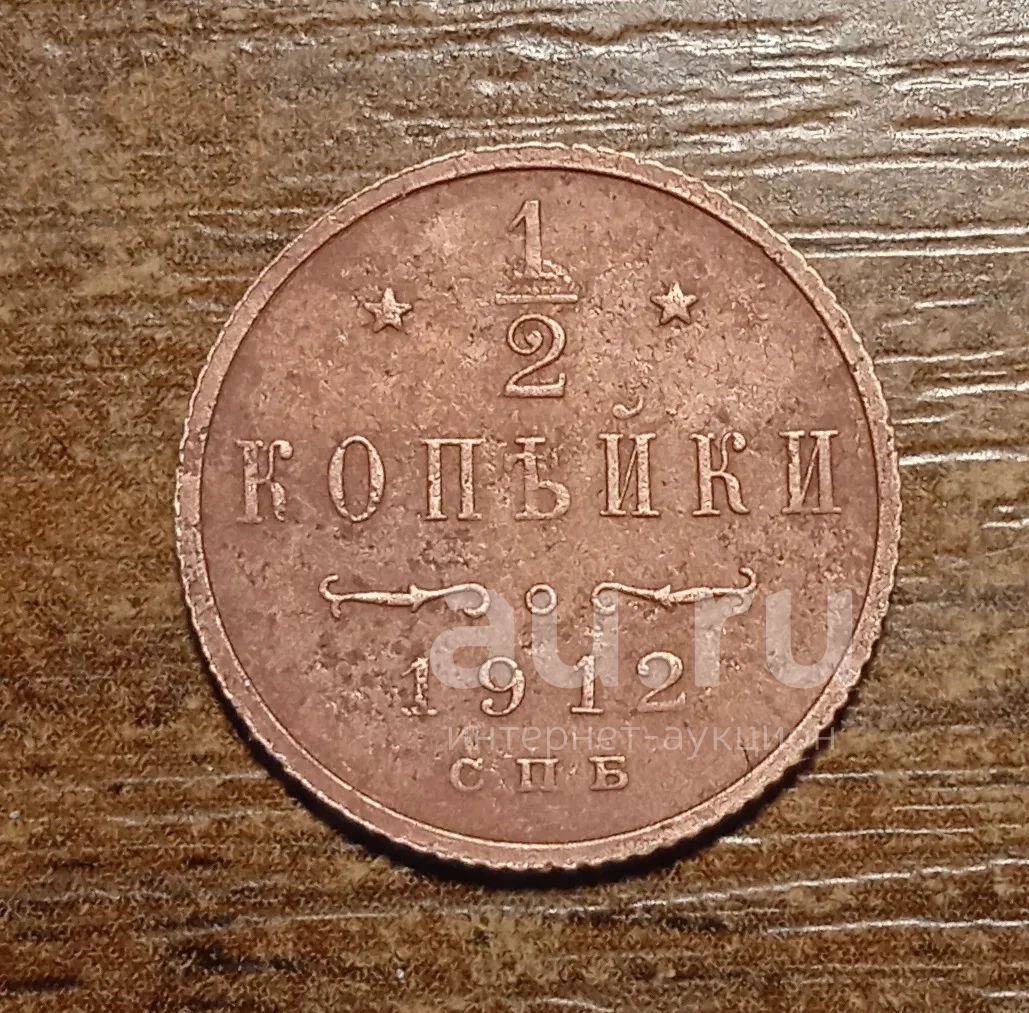 1
2
КОПѢЙКИ
1912
СПБ
au.ru
интернет-аукцион